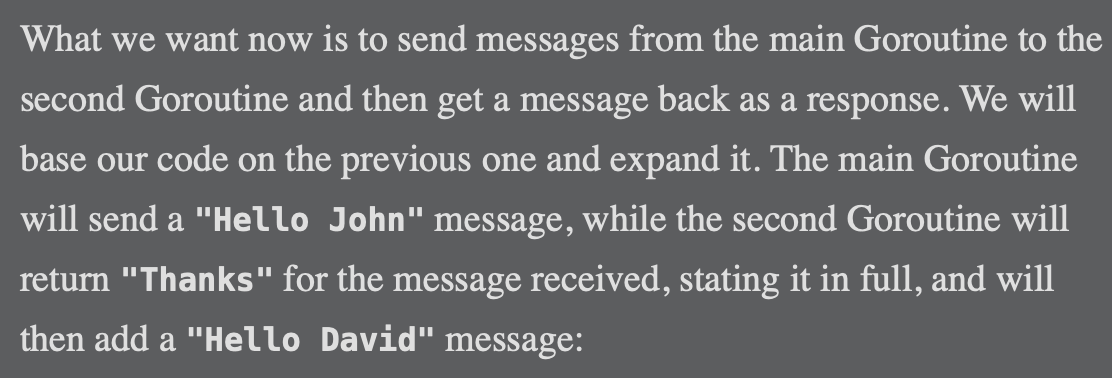 What we want now is to send messages from the main Goroutine to the
second Goroutine and then get a message back as a response. We will
base our code on the previous one and expand it. The main Goroutine
will send a "Hello John" message, while the second Goroutine will
return "Thanks" for the message received, stating it in full, and will
then add a "Hello David" message: